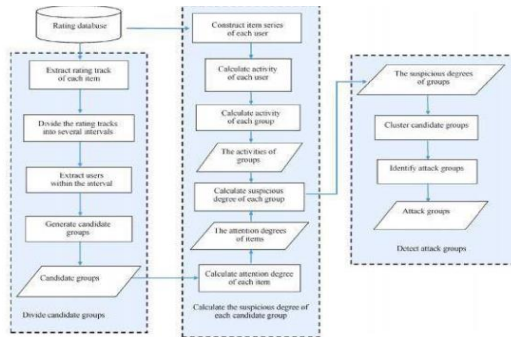 Rating database
Extract rating track
of each item
Divide the rating tracks
into several intervals
Extract users
within the interval
Generate candidate
groups
Candidate groups
Divide candidate groups
Construct item series
of each user
Calculate activity
of each user
Calculate activity
of each group
The activities of
groups
Calculate suspicious
degree of each group
The attention degrees
of items
Calculate attention degree
of each item
Calculate the suspicious degree of
each candidate group
The suspicious degrees
of groups
Cluster candidate groups
Identify attack groups
Attack groups
Detect attack groups